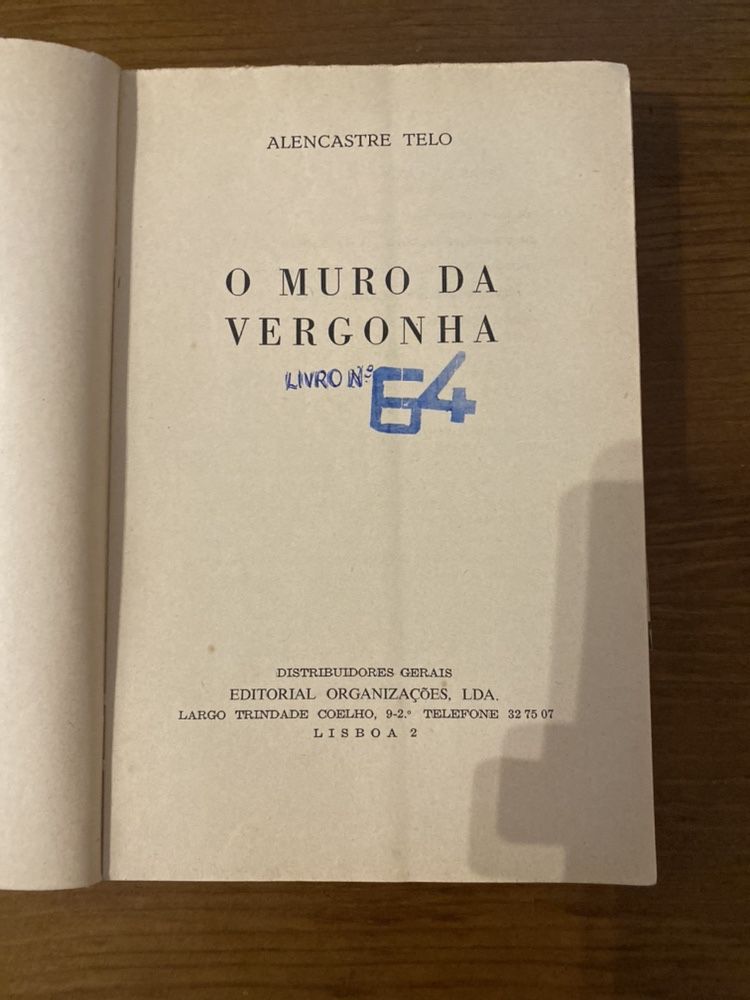 ALENCASTRE TELO
O MURO DA
VERGONHA
LIVRO Nº 64
DISTRIBUIDORES GERAIS
EDITORIAL ORGANIZAÇÕES, LDA.
LARGO TRINDADE COELHO, 9-2.º TELEFONE 32 75 07
LISBOA 2